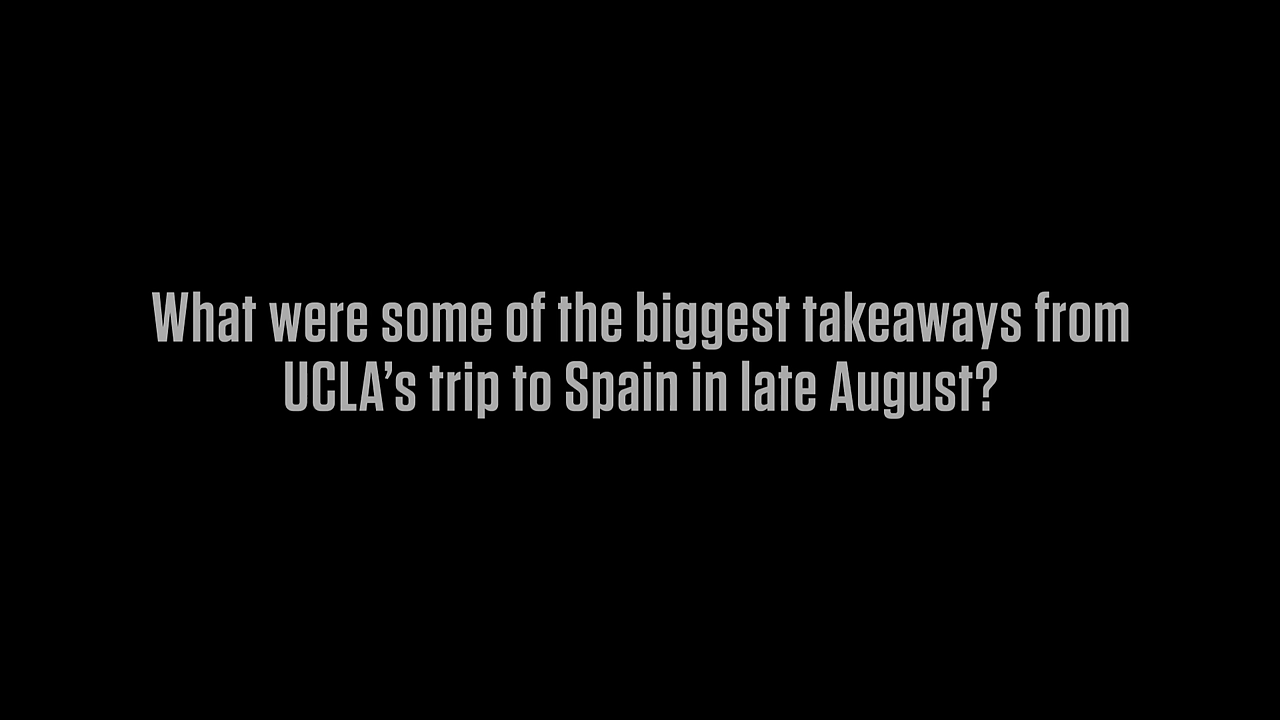 What were some of the biggest takeaways from
UCLA’s trip to Spain in late August?